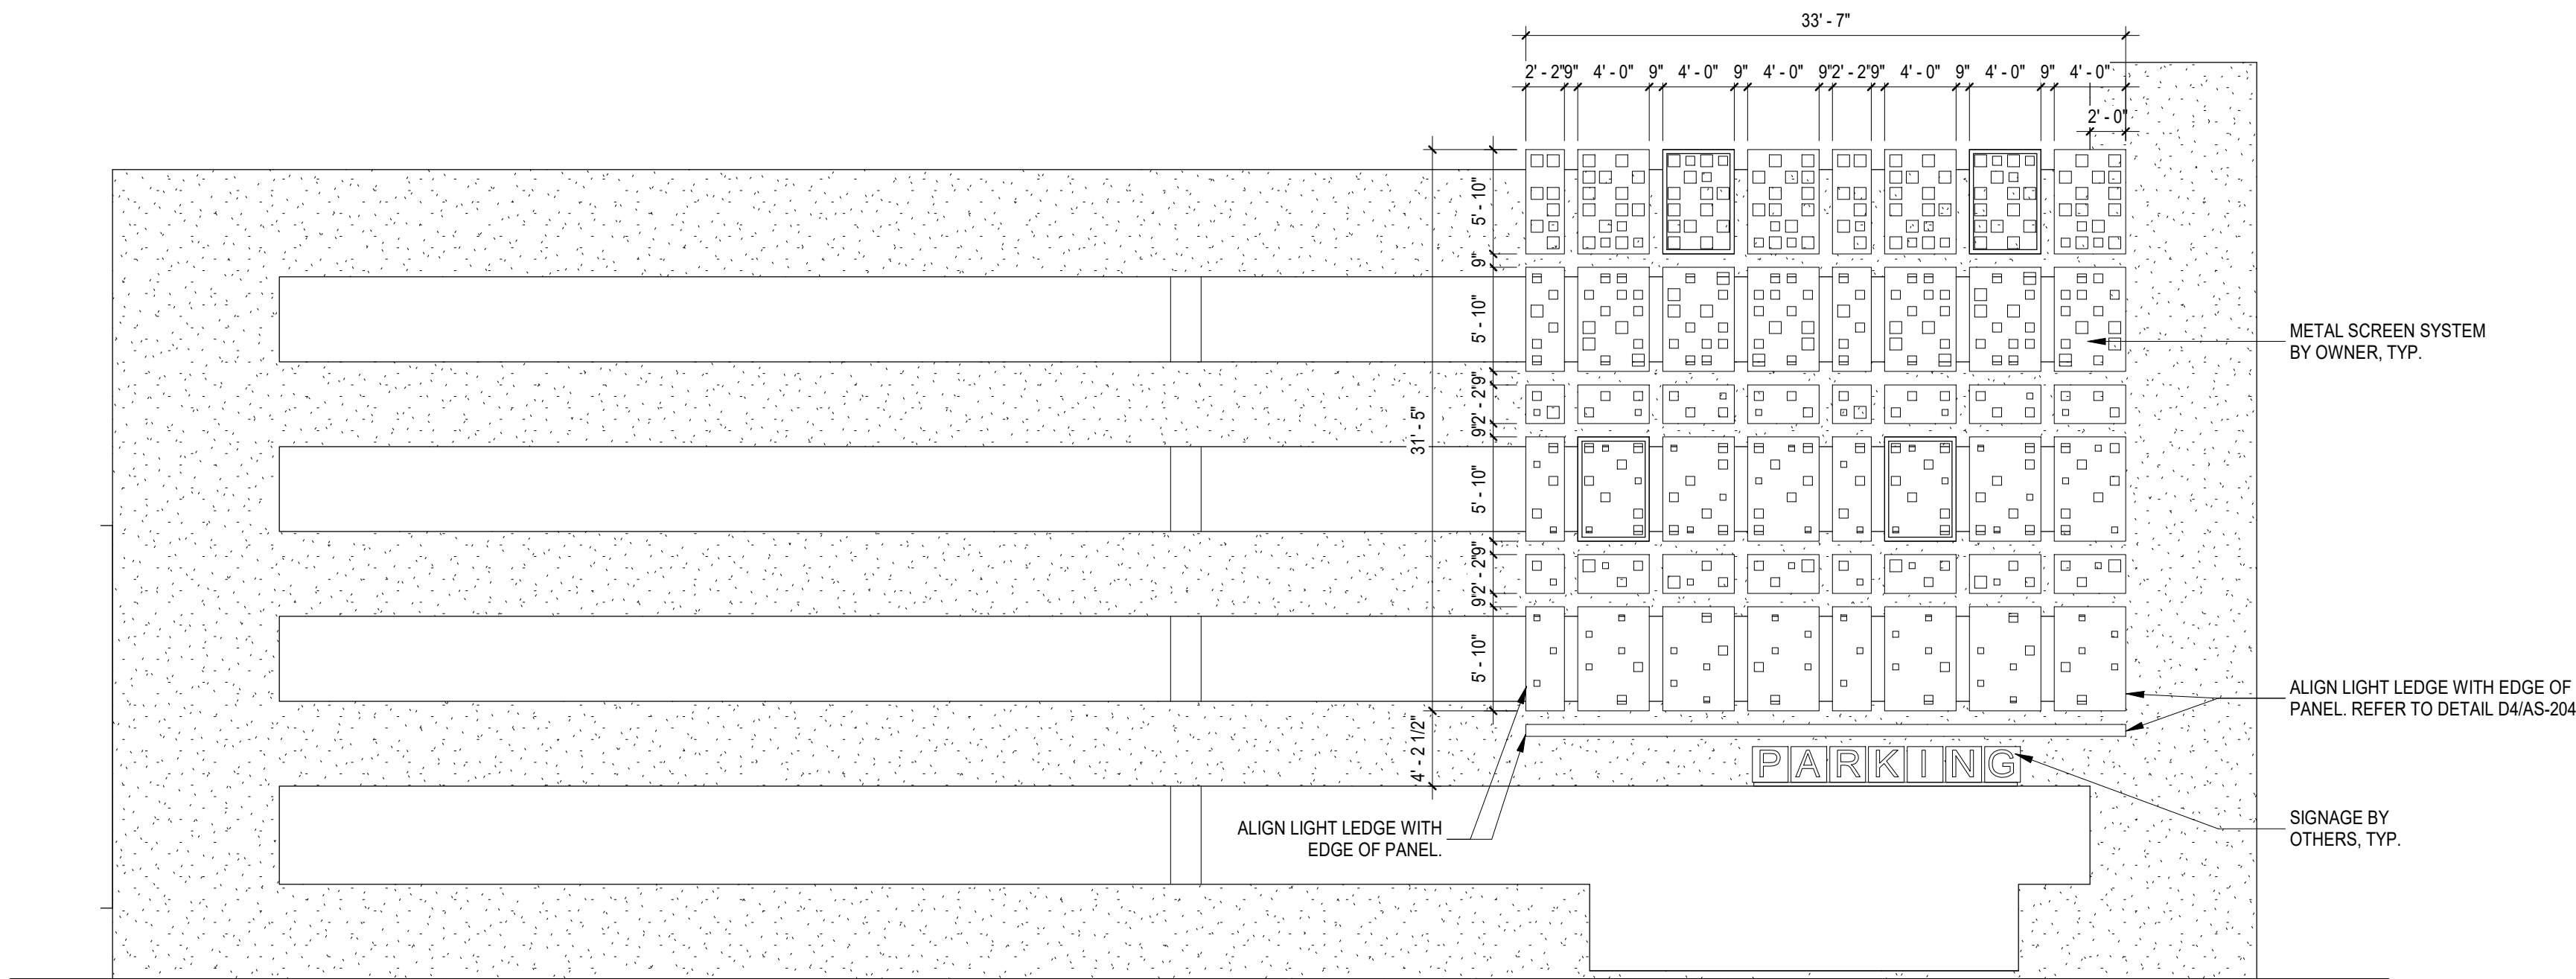 33' - 7"
2' - 2" 9" 4' - 0" 9" 4' - 0" 9" 4' - 0" 9" 2' - 2" 9" 4' - 0" 9" 4' - 0" 9" 4' - 0"
2' - 0"
5' - 10"
9"
5' - 10"
9"
2' - 2"
9"
31' - 5"
5' - 10"
9"
2' - 2"
9"
5' - 10"
4' - 2 1/2"
METAL SCREEN SYSTEM
BY OWNER, TYP.
ALIGN LIGHT LEDGE WITH EDGE OF
PANEL. REFER TO DETAIL D4/AS-204
PARKING
SIGNAGE BY
OTHERS, TYP.
ALIGN LIGHT LEDGE WITH
EDGE OF PANEL.